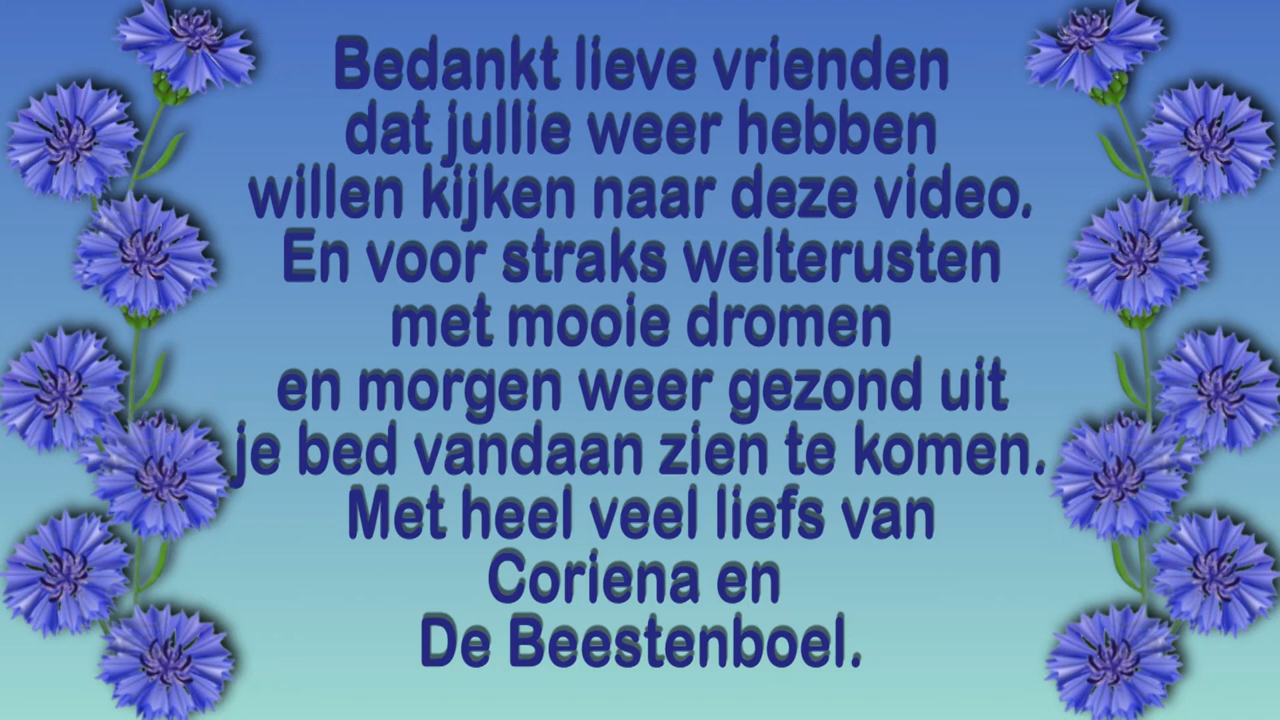 Bedankt lieve vrienden
dat jullie weer hebben
willen kijken naar deze video.
En voor straks welterusten
met mooie dromen
en morgen weer gezond uit
je bed vandaan zien te komen.
Met heel veel liefs van
Coriena en
De Beestenboel.